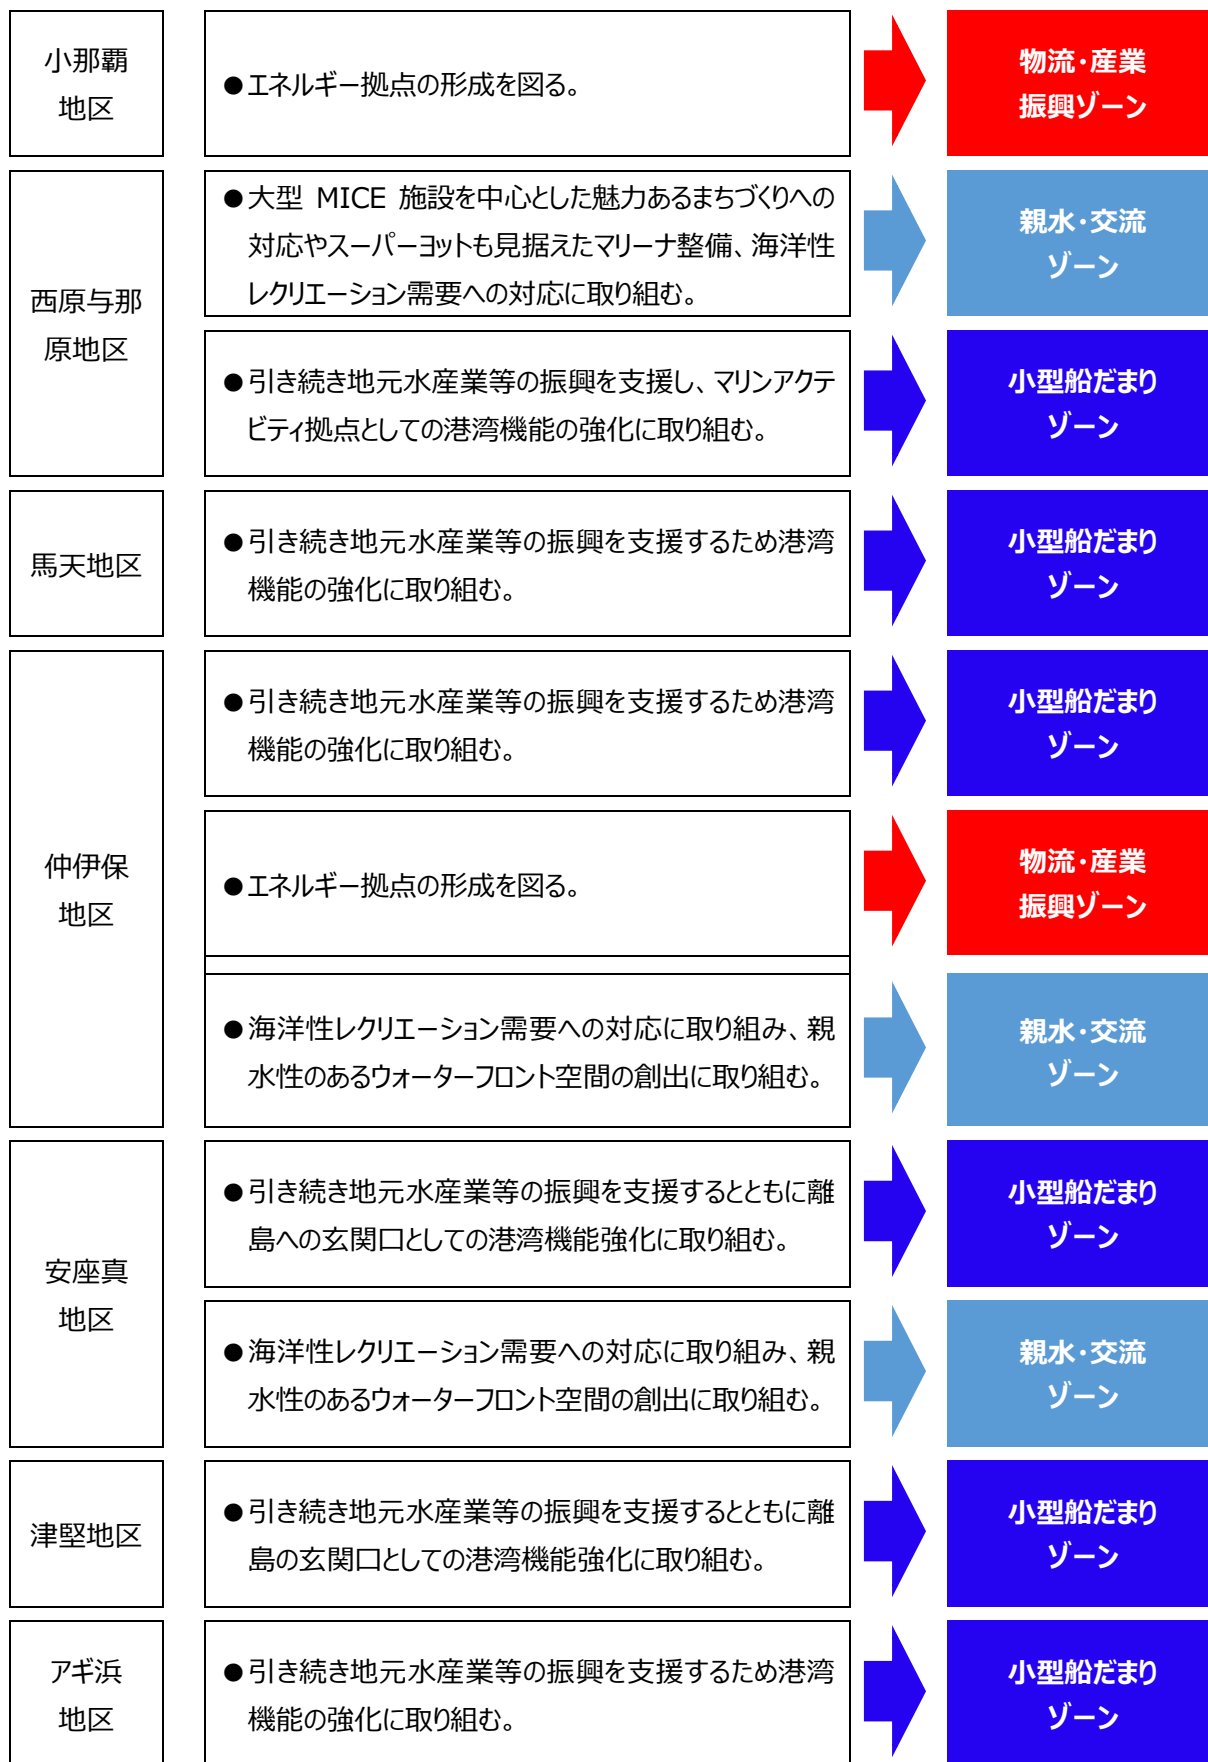 小那覇
地区
●エネルギー拠点の形成を図る。
物流・産業
振興ゾーン
西原与那
原地区
●大型 MICE 施設を中心とした魅力あるまちづくりへの
対応やスーパーヨットも見据えたマリーナ整備、海洋性
レクリエーション需要への対応に取り組む。
親水・交流
ゾーン
●引き続き地元水産業等の振興を支援し、マリンアクテ
ビティ拠点としての港湾機能の強化に取り組む。
小型船だまり
ゾーン
馬天地区
●引き続き地元水産業等の振興を支援するため港湾
機能の強化に取り組む。
小型船だまり
ゾーン
仲伊保
地区
●引き続き地元水産業等の振興を支援するため港湾
機能の強化に取り組む。
小型船だまり
ゾーン
●エネルギー拠点の形成を図る。
物流・産業
振興ゾーン
●海洋性レクリエーション需要への対応に取り組み、親
水性のあるウォーターフロント空間の創出に取り組む。
親水・交流
ゾーン
安座真
地区
●引き続き地元水産業等の振興を支援するとともに離
島への玄関口としての港湾機能強化に取り組む。
小型船だまり
ゾーン
●海洋性レクリエーション需要への対応に取り組み、親
水性のあるウォーターフロント空間の創出に取り組む。
親水・交流
ゾーン
津堅地区
●引き続き地元水産業等の振興を支援するとともに離
島の玄関口としての港湾機能強化に取り組む。
小型船だまり
ゾーン
アギ浜
地区
●引き続き地元水産業等の振興を支援するため港湾
機能の強化に取り組む。
小型船だまり
ゾーン